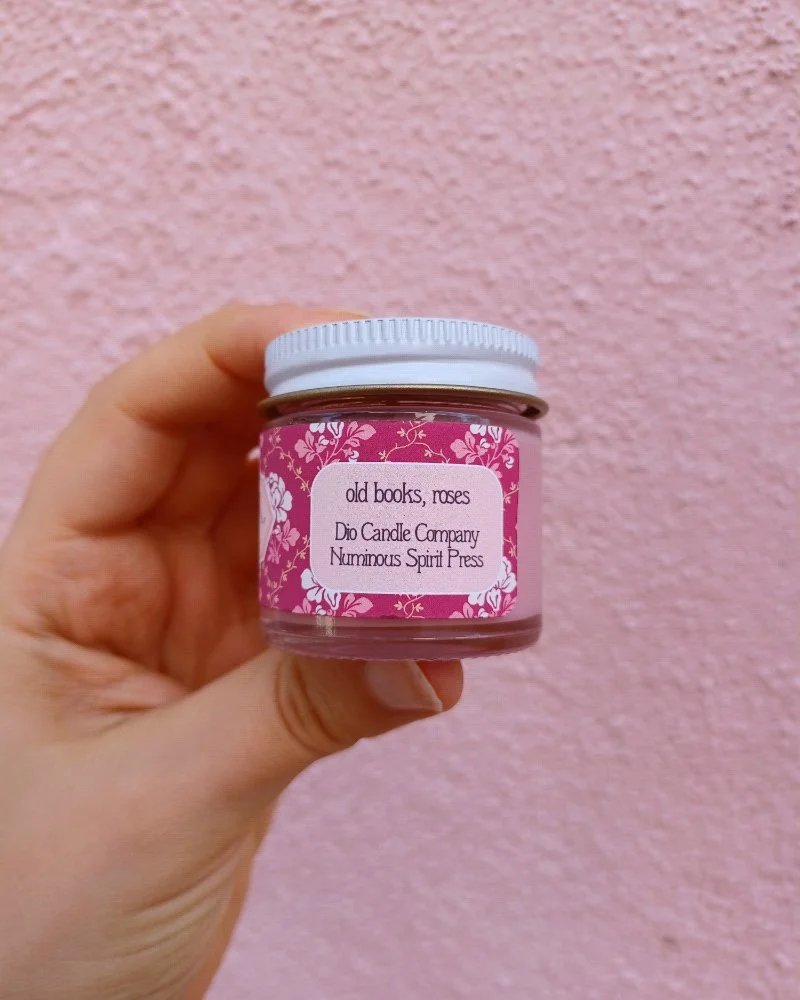 old books, roses
Dio Candle Company
Numinous Spirit Press